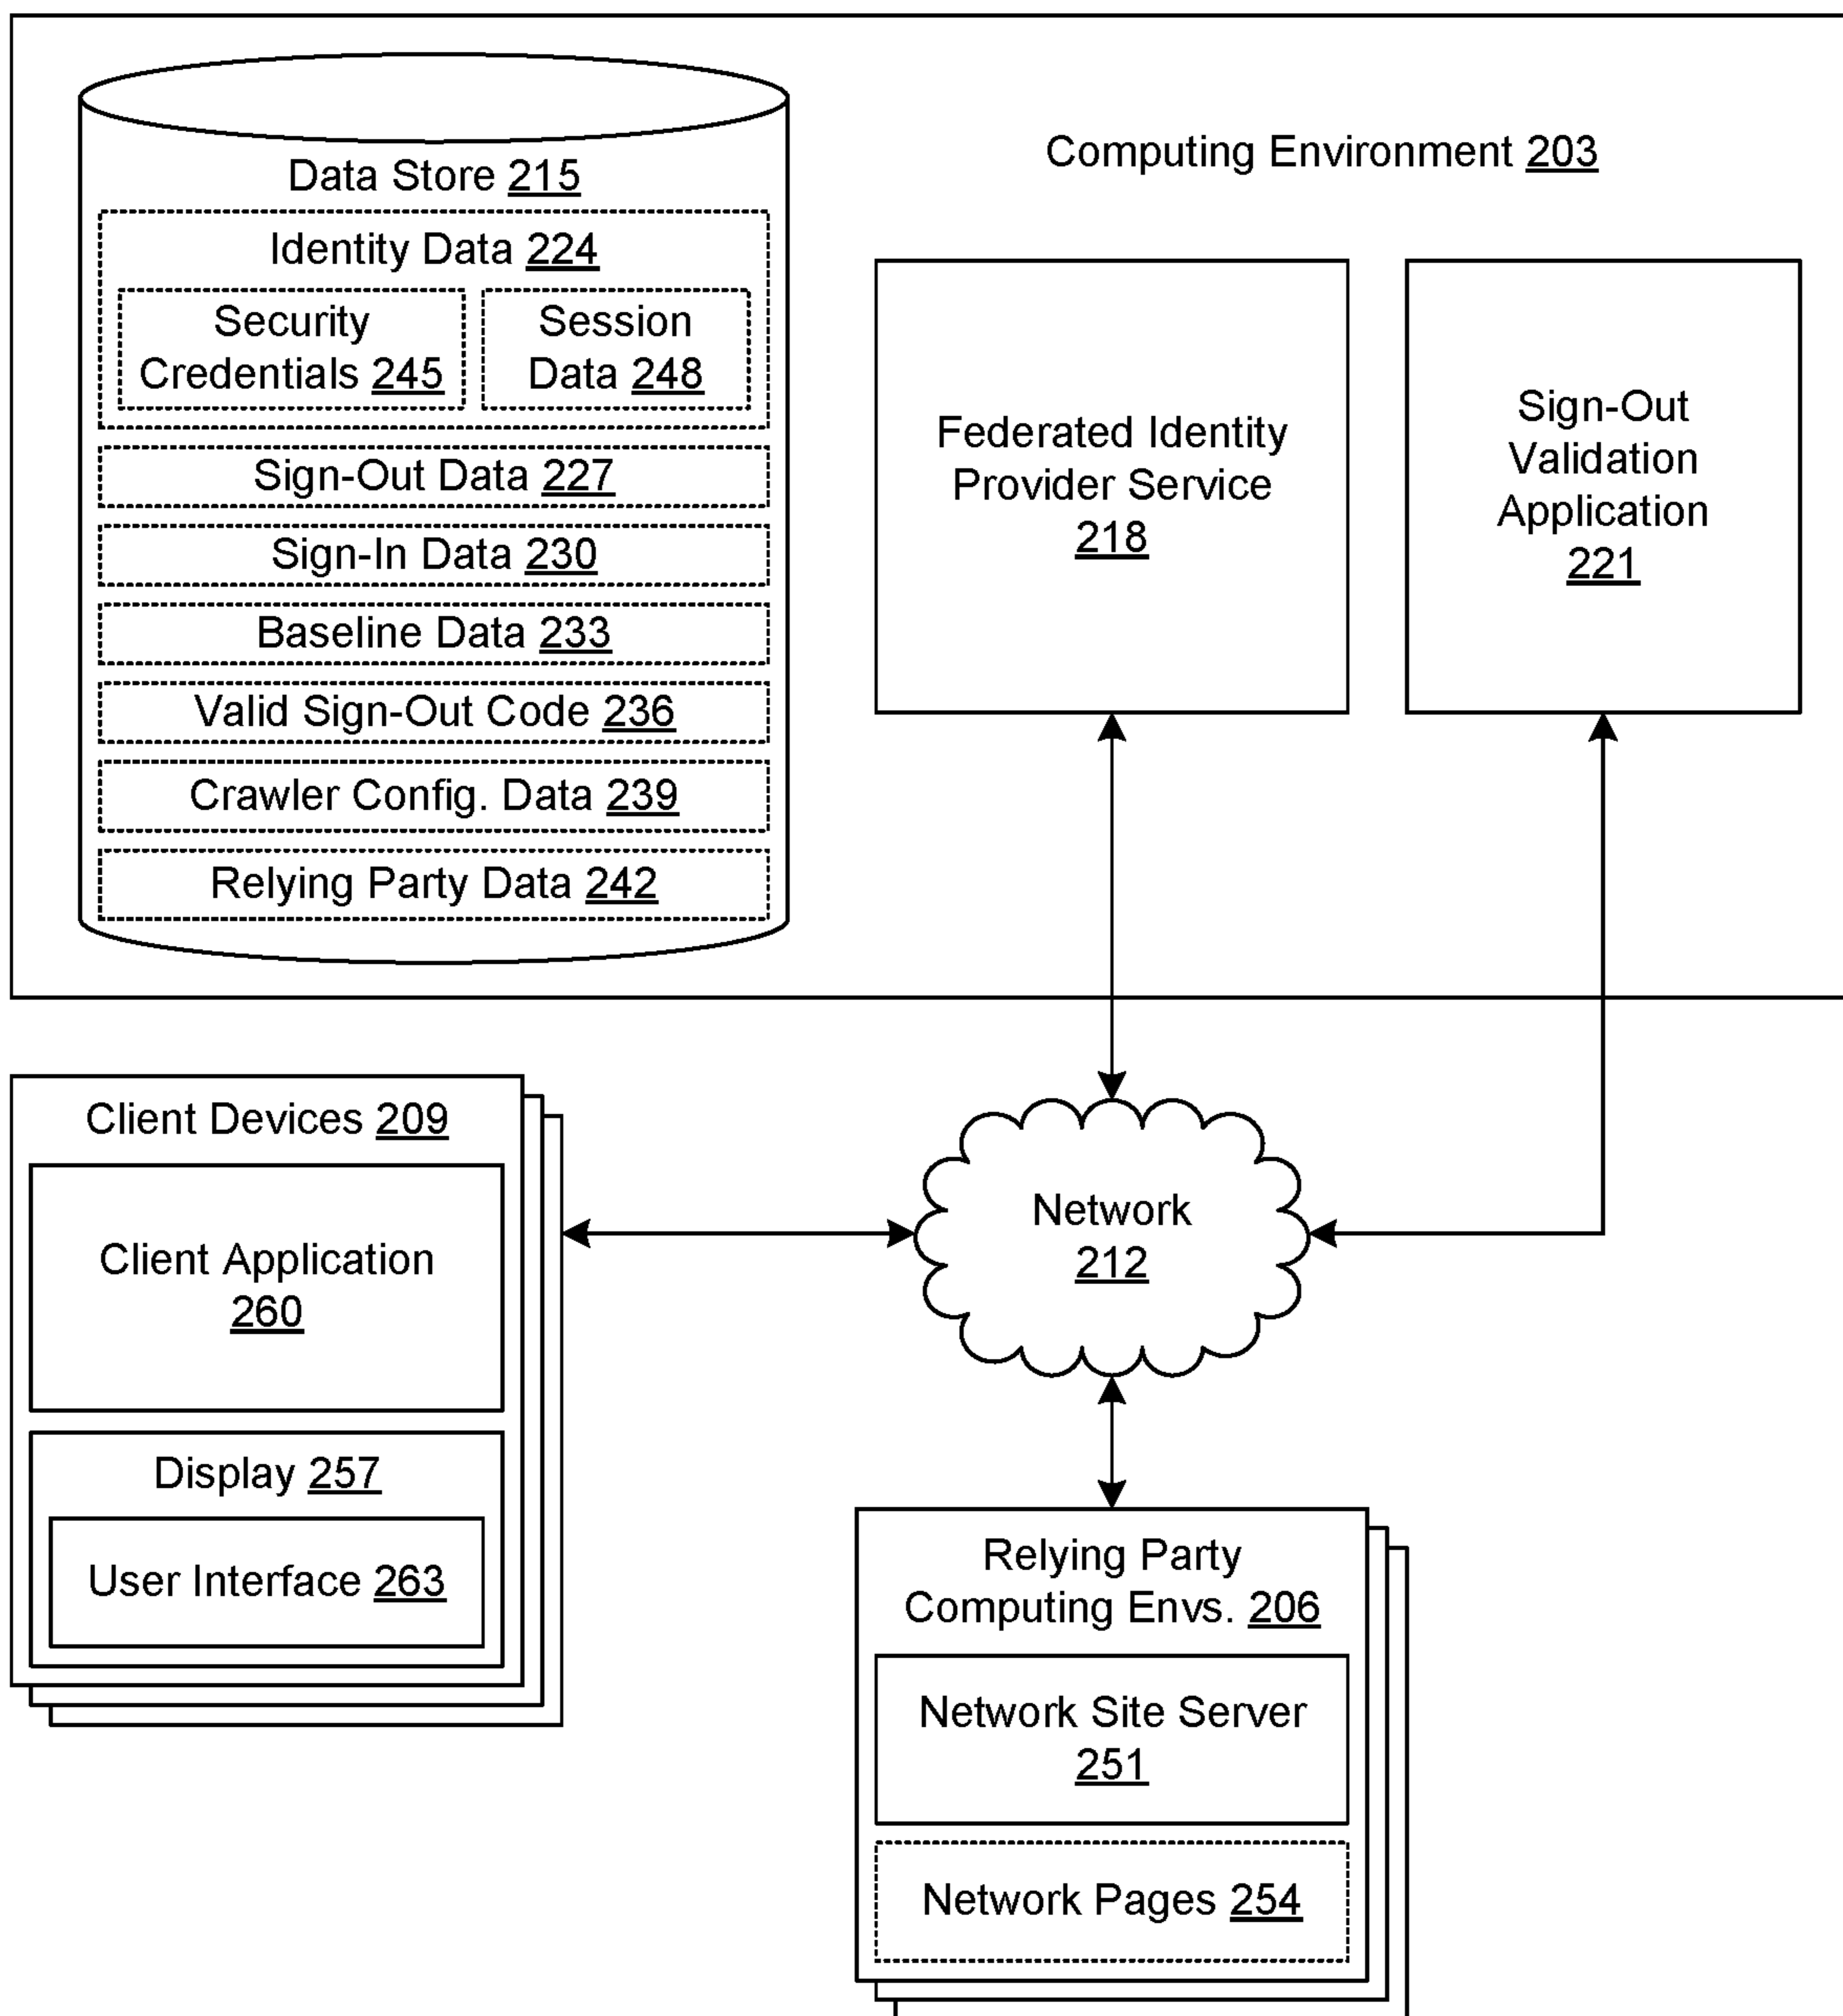 Computing Environment 203
Data Store 215
Identity Data 224
Security
Credentials 245
Session
Data 248
Sign-Out Data 227
Sign-In Data 230
Baseline Data 233
Valid Sign-Out Code 236
Crawler Config. Data 239
Relying Party Data 242
Federated Identity
Provider Service
218
Sign-Out
Validation
Application
221
Client Devices 209
Client Application
260
Display 257
User Interface 263
Network
212
Relying Party
Computing Envs. 206
Network Site Server
251
Network Pages 254